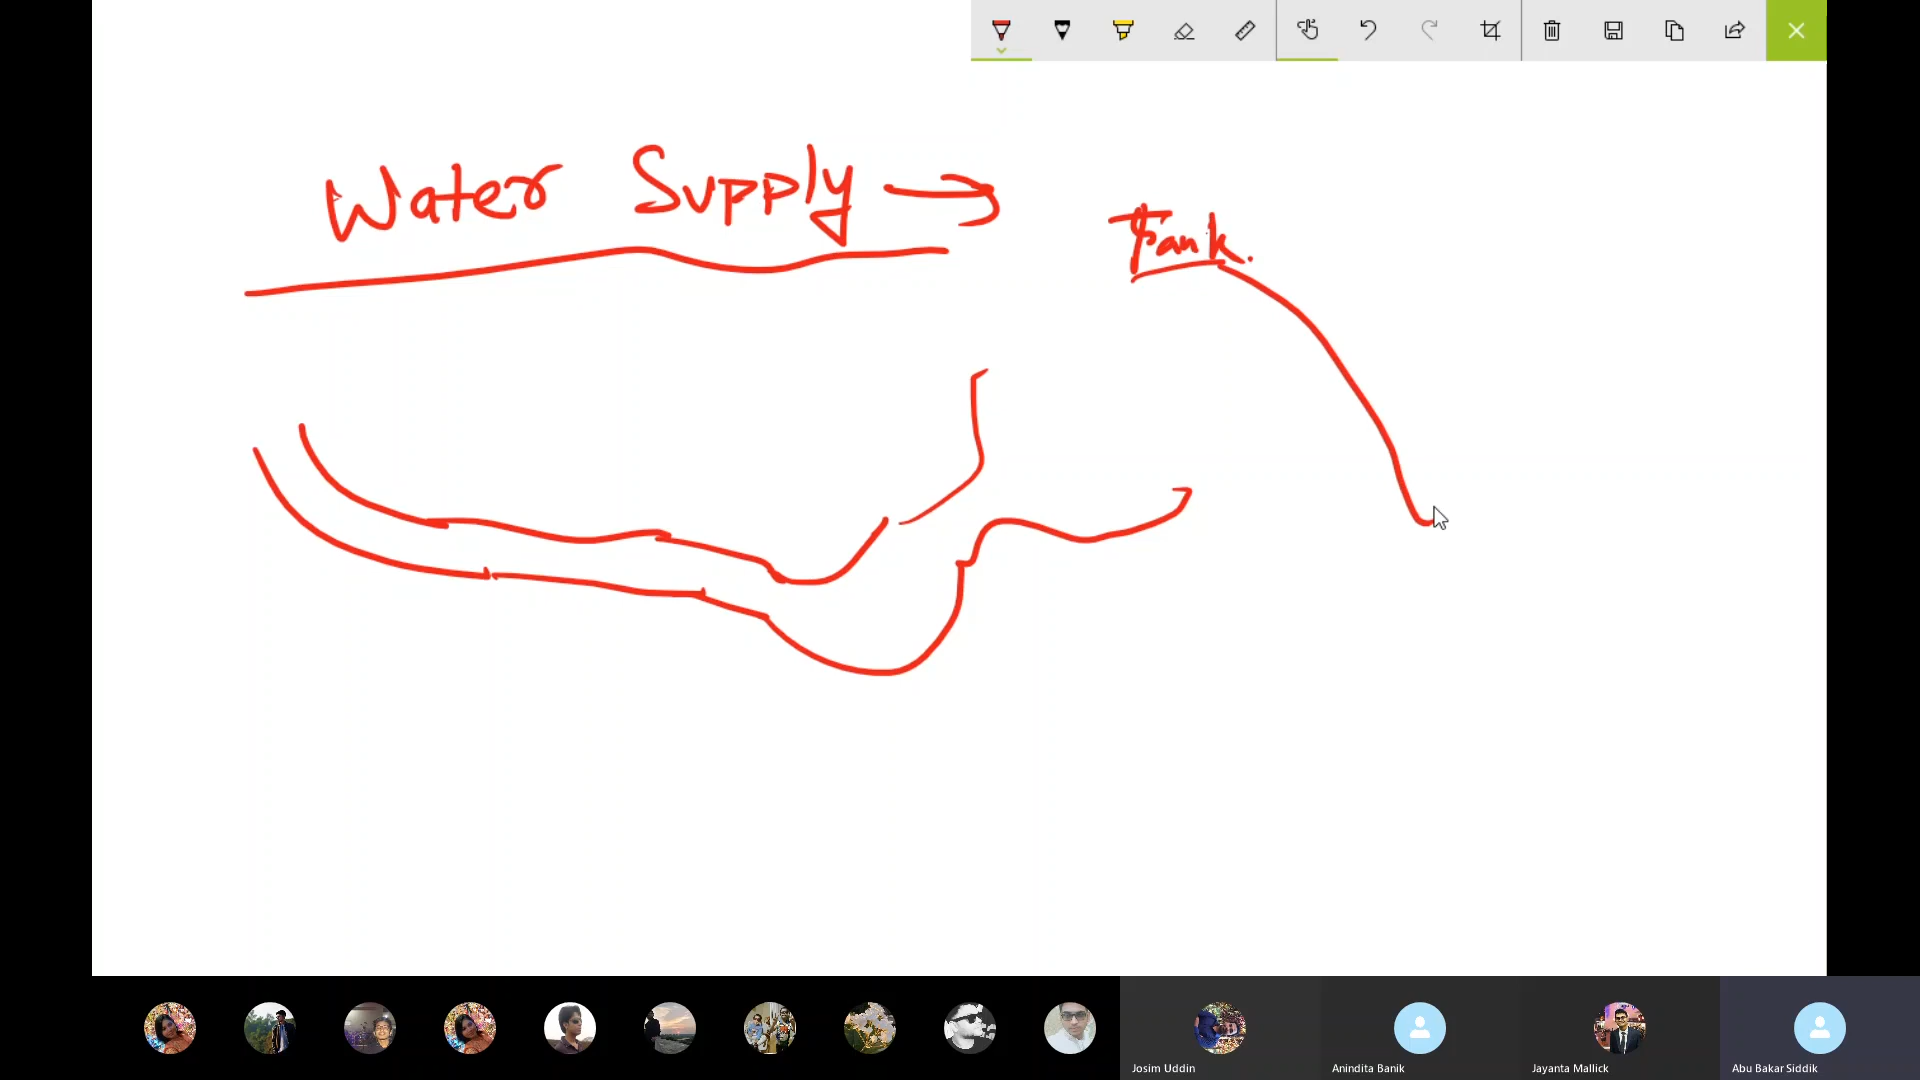 Water Supply →
Tank.
Josim Uddin
Anindita Banik
Jayanta Mallick
Abu Bakar Siddik